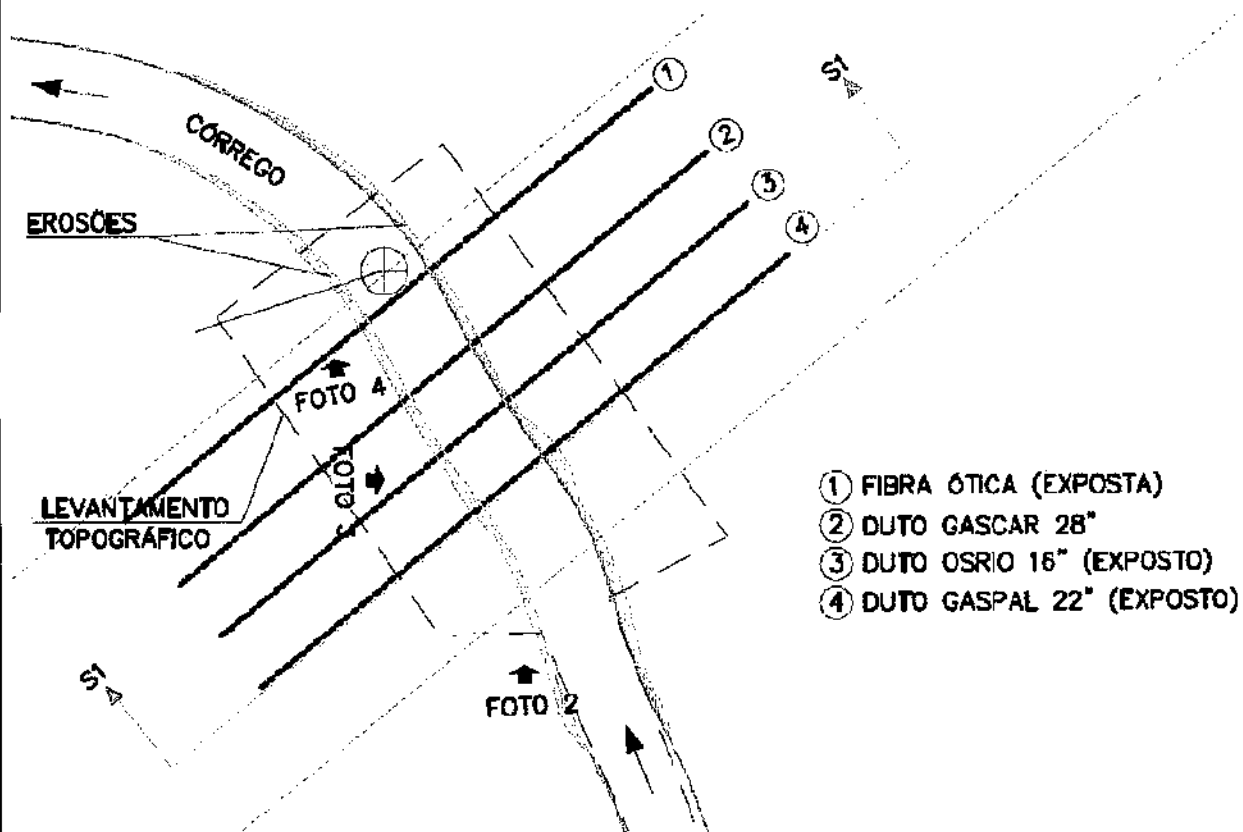 ①
S1
②
CÓRREGO
③
EROSÕES
④
FOTO 4
FOTO 3
LEVANTAMENTO
TOPOGRÁFICO
① FIBRA ÓTICA (EXPOSTA)
② DUTO GASCAR 28"
③ DUTO OSRIO 16" (EXPOSTO)
④ DUTO GASPAL 22" (EXPOSTO)
S1
FOTO 2